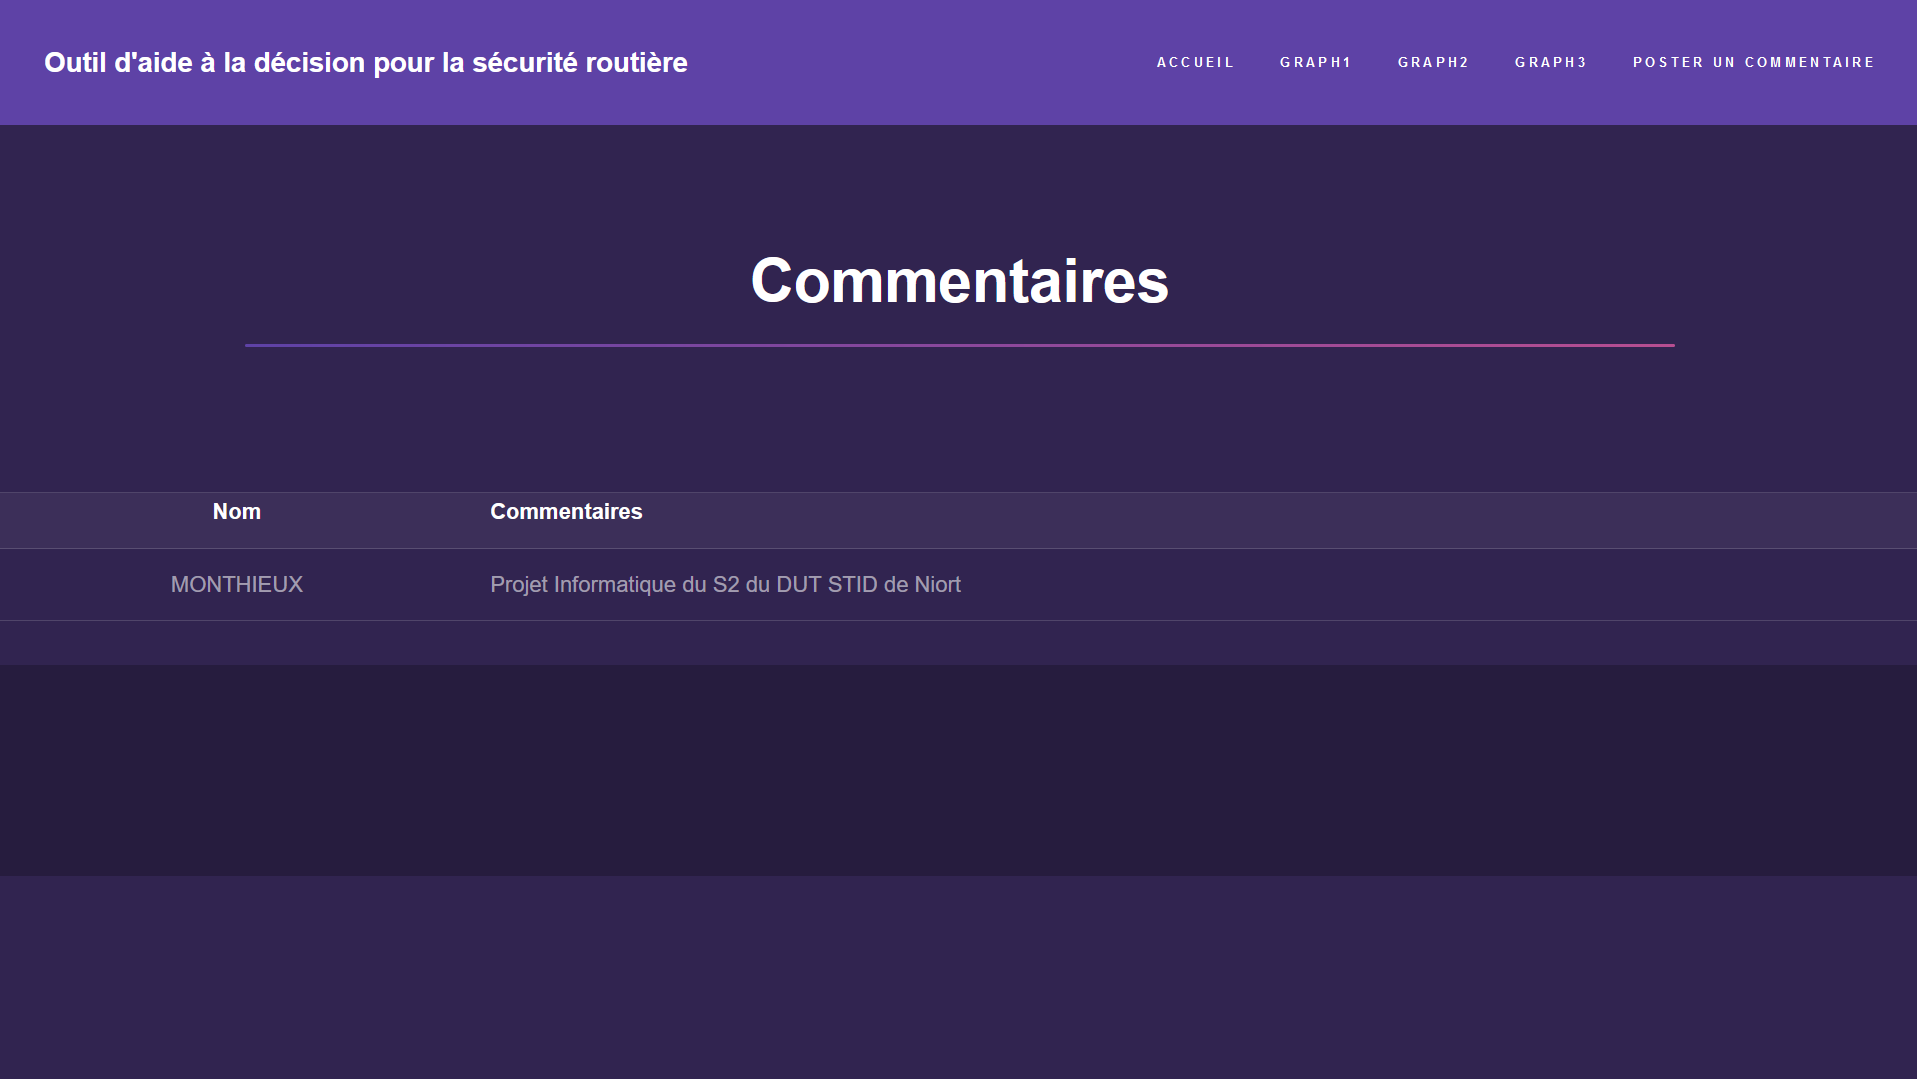 Outil d'aide à la décision pour la sécurité routière
ACCUEIL GRAPH1 GRAPH2 GRAPH3 POSTER UN COMMENTAIRE
Commentaires
Nom Commentaires
MONTHIEUX Projet Informatique du S2 du DUT STID de Niort